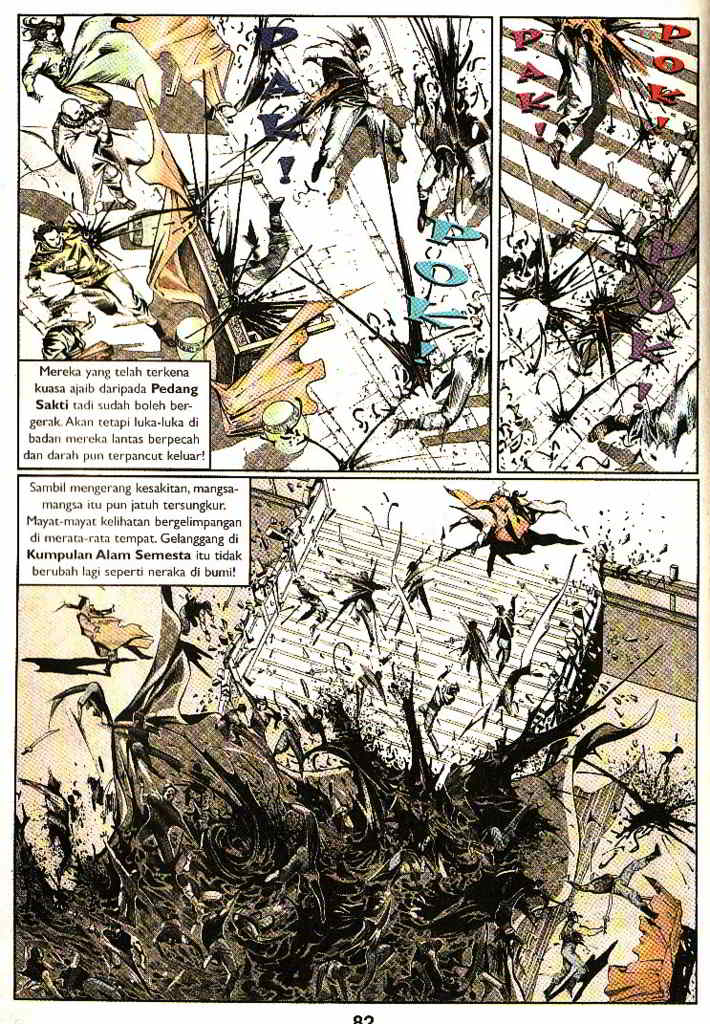 PAK!
POK!
PAK!
POK!
POK!
Mereka yang telah terkena
kuasa ajaib daripada Pedang
Sakti tadi sudah boleh ber-
gerak. Akan tetapi luka-luka di
badan mereka lantas berpecah
dan darah pun terpancut keluar!
Sambil mengerang kesakitan, mangsa-
mangsa itu pun jatuh tersungkur.
Mayat-mayat kelihatan bergelimpangan
di merata-rata tempat. Gelanggang di
Kumpulan Alam Semesta itu tidak
berubah lagi seperti neraka di bumi!
82